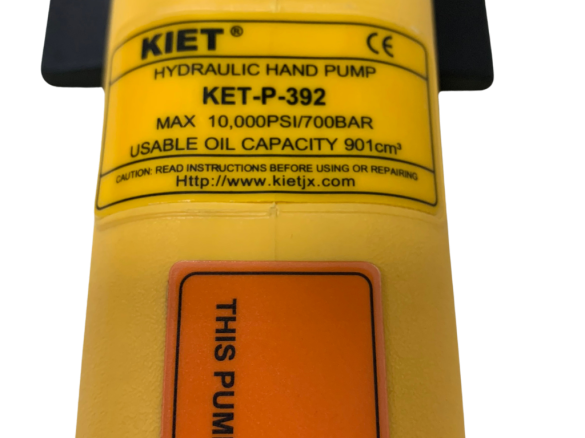 KIET® CE
HYDRAULIC HAND PUMP
KET-P-392
MAX 10,000PSI/700BAR
USABLE OIL CAPACITY 901cm³
CAUTION: READ INSTRUCTIONS BEFORE USING OR REPAIRING
Http://www.kietjx.com
THIS PUM